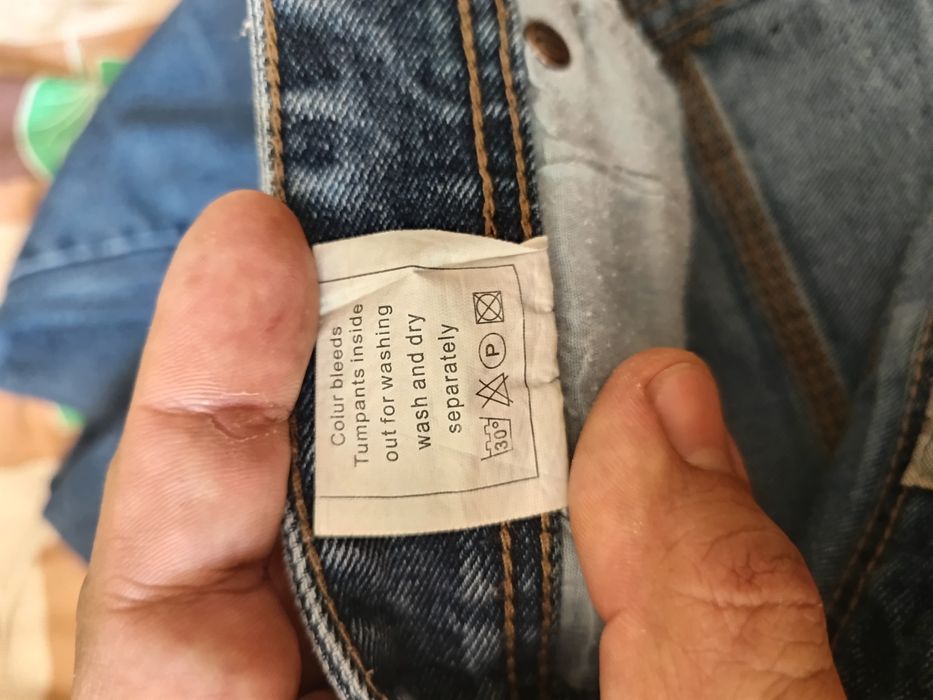 Colur bleeds
Tumpants inside
out for washing
wash and dry
separately
30° P